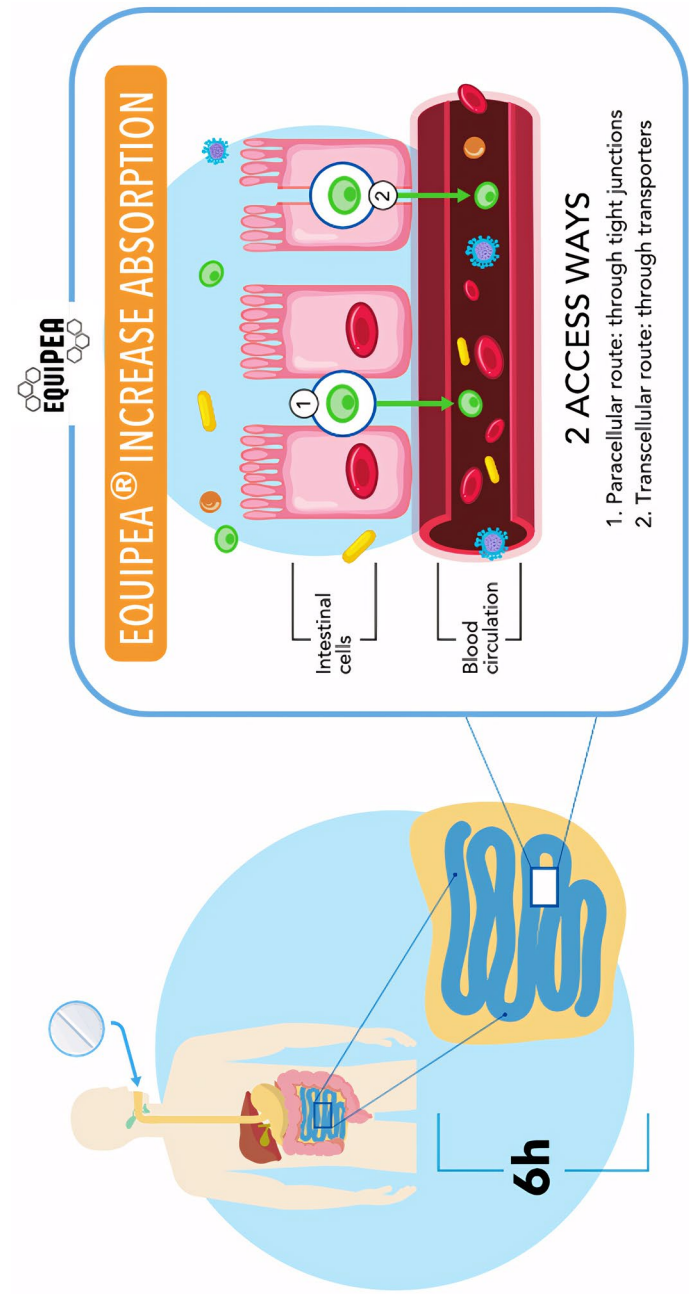 EQUIPEA
EQUIPEA® INCREASE ABSORPTION
1
2
Intestinal
cells
Blood
circulation
2 ACCESS WAYS
1. Paracellular route: through tight junctions
2. Transcellular route: through transporters
6h